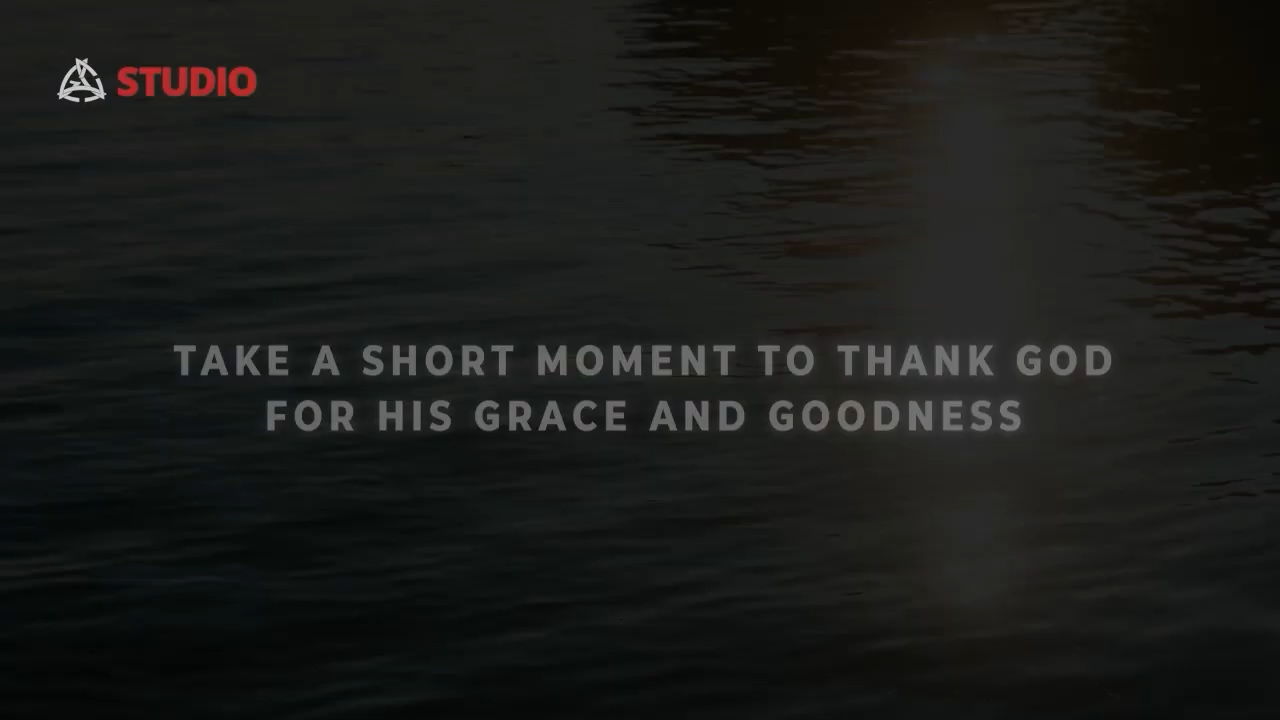 STUDIO
TAKE A SHORT MOMENT TO THANK GOD
FOR HIS GRACE AND GOODNESS